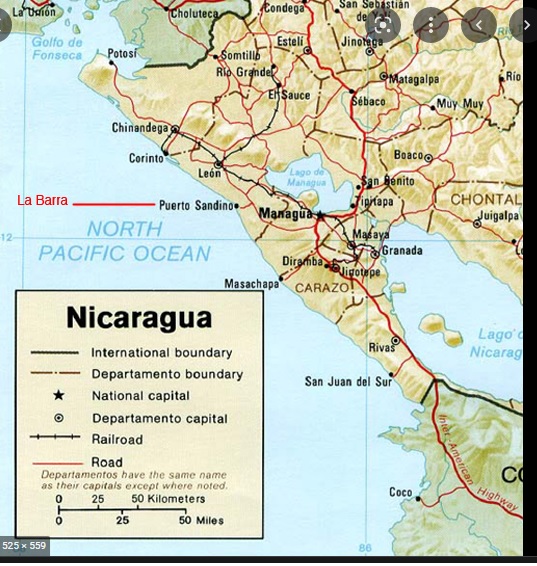 La Unión
Choluteca
Condega
San Sebastián
de Yalí
Golfo de
Fonseca
Potosí
Somotillo
Estelí
Jinotega
Río Grande
Matagalpa
Río
El Sauce
Sébaco
Muy Muy
Chinandega
Corinto
León
Boaco
Lago de
Managua
San Benito
Tipitapa
CHONTAL
La Barra
Puerto Sandino
Managua
Juigalpa
Masaya
12
NORTH
PACIFIC OCEAN
Granada
Diramba
Jinotepe
Masachapa
CARAZO
Nicaragua
International boundary
Departamento boundary
National capital
Departamento capital
Railroad
Road
Departamentos have the same name
as their capitals except where noted.
0 25 50 Kilometers
0 25 50 Miles
Rivas
Lago
Nicarag
San Juan del Sur
Inter-American Highway
Coco
86
525 × 559